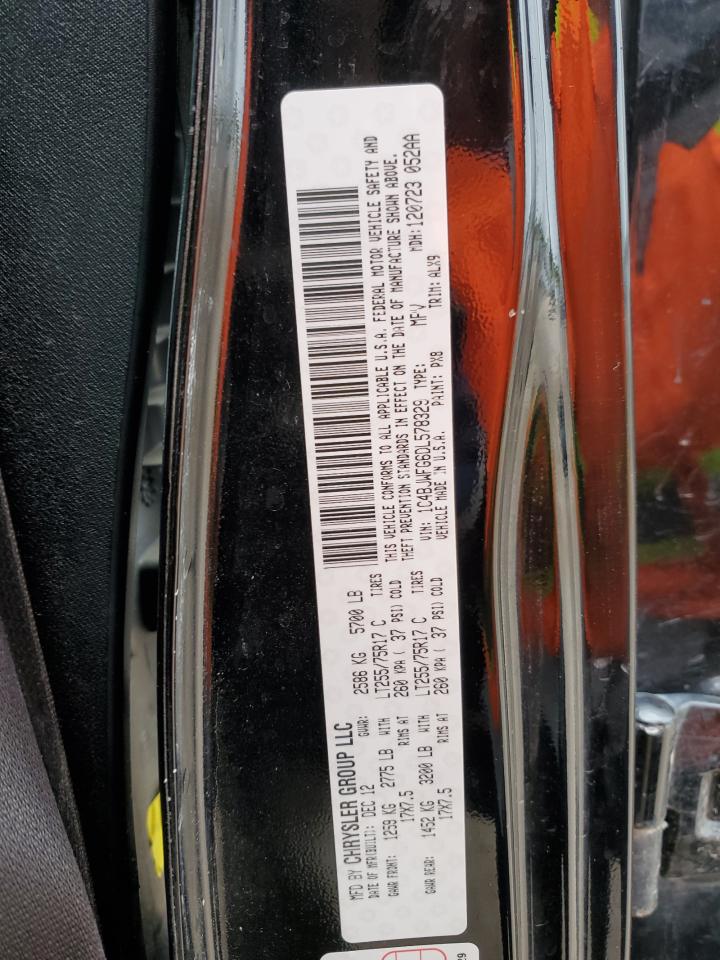 MFD BY CHRYSLER GROUP LLC
DATE OF MFR(BUILT): DEC 12 GVWR: 2586 KG 5700 LB
GAWR FRONT: 1259 KG 2775 LB WITH LT255/75R17 C TIRES
17X7.5 RIMS AT 260 KPA ( 37 PSI) COLD
GAWR REAR: 1452 KG 3200 LB WITH LT255/75R17 C TIRES
17X7.5 RIMS AT 260 KPA ( 37 PSI) COLD
THIS VEHICLE CONFORMS TO ALL APPLICABLE U.S.A. FEDERAL MOTOR VEHICLE SAFETY AND
THEFT PREVENTION STANDARDS IN EFFECT ON THE DATE OF MANUFACTURE SHOWN ABOVE.
VIN: 1C4BJWFG6DL578329 TYPE: MPV MDH: 120723 052AA
VEHICLE MADE IN U.S.A. PAINT: PX8 TRIM: ALX9
29